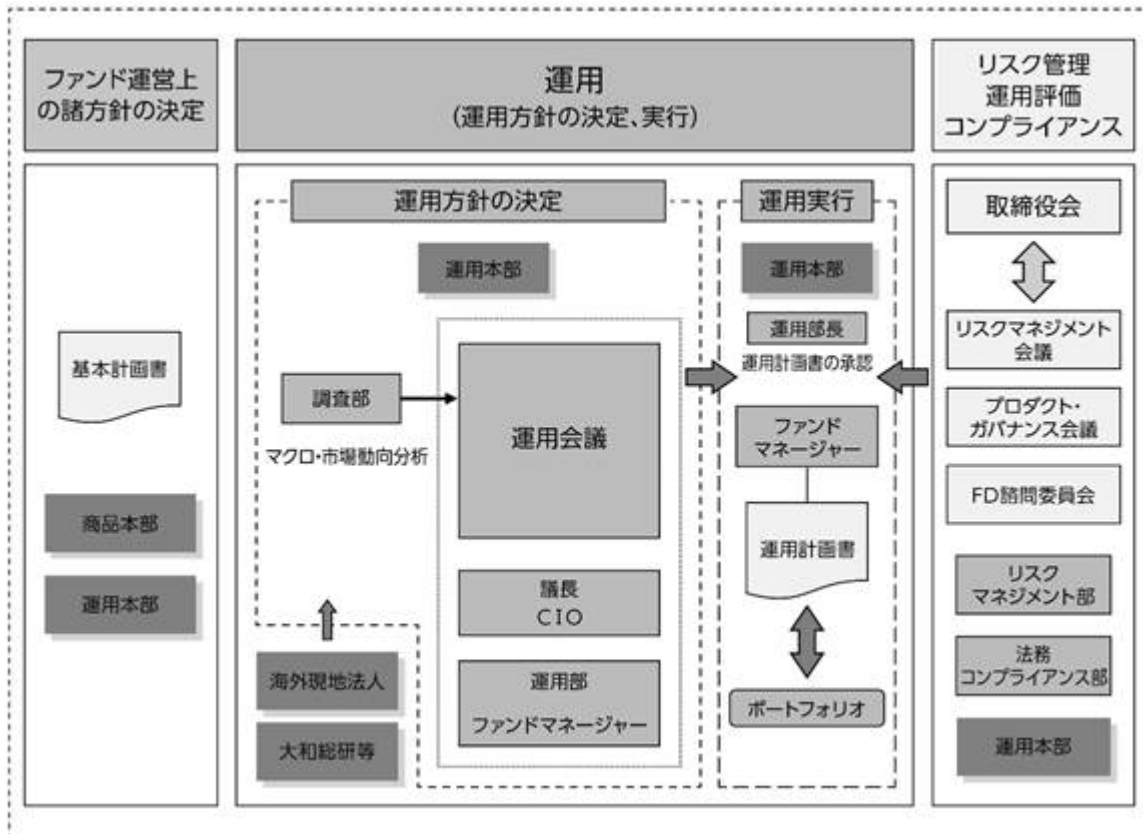 ファンド運営上
の諸方針の決定
運用
(運用方針の決定、実行)
リスク管理
運用評価
コンプライアンス
基本計画書
商品本部
運用本部
運用方針の決定
運用本部
調査部
マクロ・市場動向分析
運用会議
議長
CIO
運用部
ファンドマネージャー
海外現地法人
大和総研等
運用実行
運用本部
運用部長
運用計画書の承認
ファンド
マネージャー
運用計画書
ポートフォリオ
取締役会
リスクマネジメント
会議
プロダクト・
ガバナンス会議
FD諮問委員会
リスク
マネジメント部
法務
コンプライアンス部
運用本部